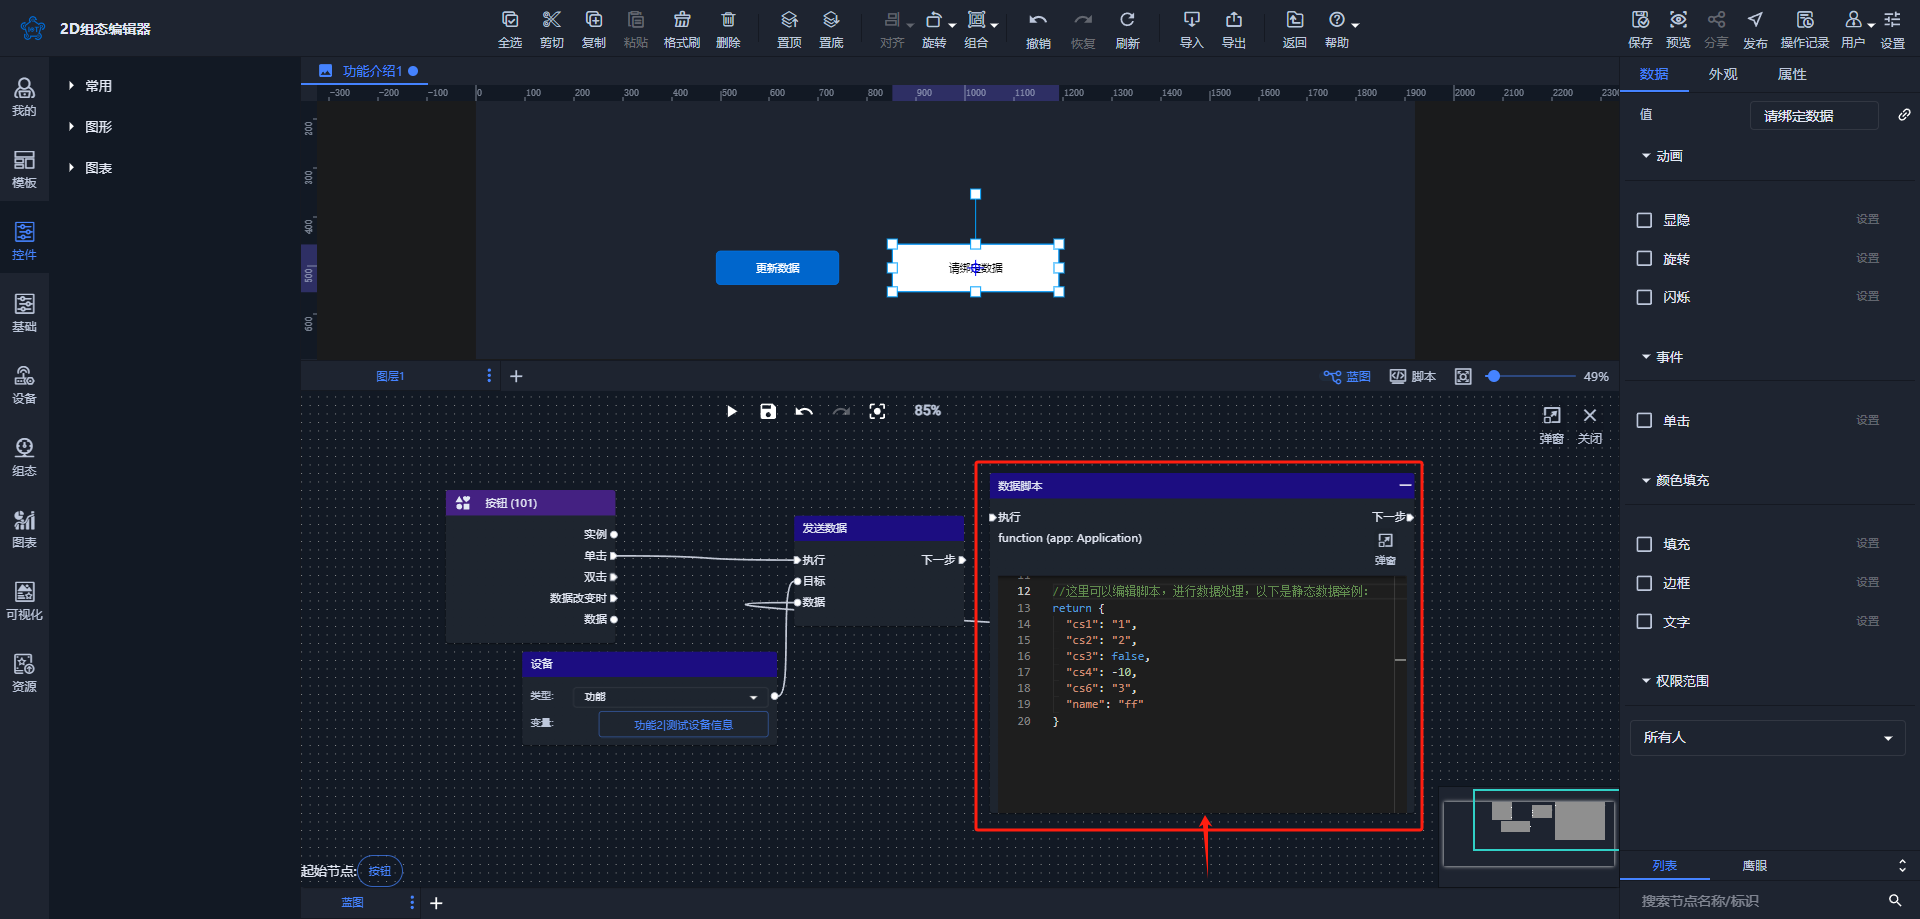 2D组态编辑器
全选 剪切 复制 粘贴 格式刷 删除 置顶 置底 对齐 旋转 组合 撤销 恢复 刷新 导入 导出 返回 帮助 保存 预览 分享 发布 操作记录 用户 设置
我的
模板
控件
基础
设备
组态
图表
可视化
资源
常用
图形
图表
功能介绍1
-300 -200 -100 0 100 200 300 400 500 600 700 800 900 1000 1100 1200 1300 1400 1500 1600 1700 1800 1900 2000 2100 2200 2300
200
300
400
500
600
更新数据
请绑定数据
图层1
蓝图 脚本 49%
85%
弹窗 关闭
按钮 (101)
实例
单击
双击
数据改变时
数据
发送数据
执行 下一步
目标
数据
设备
类型: 功能
变量: 功能2|测试设备信息
数据脚本
执行 下一步
function (app: Application)
弹窗
11
12 //这里可以编辑脚本，进行数据处理，以下是静态数据举例：
13 return {
14 "cs1": "1",
15 "cs2": "2",
16 "cs3": false,
17 "cs4": -10,
18 "cs6": "3",
19 "name": "ff"
20 }
起始节点: 按钮
蓝图
数据 外观 属性
值 请绑定数据
动画
显隐 设置
旋转 设置
闪烁 设置
事件
单击 设置
颜色填充
填充 设置
边框 设置
文字 设置
权限范围
所有人
列表 鹰眼
搜索节点名称/标识